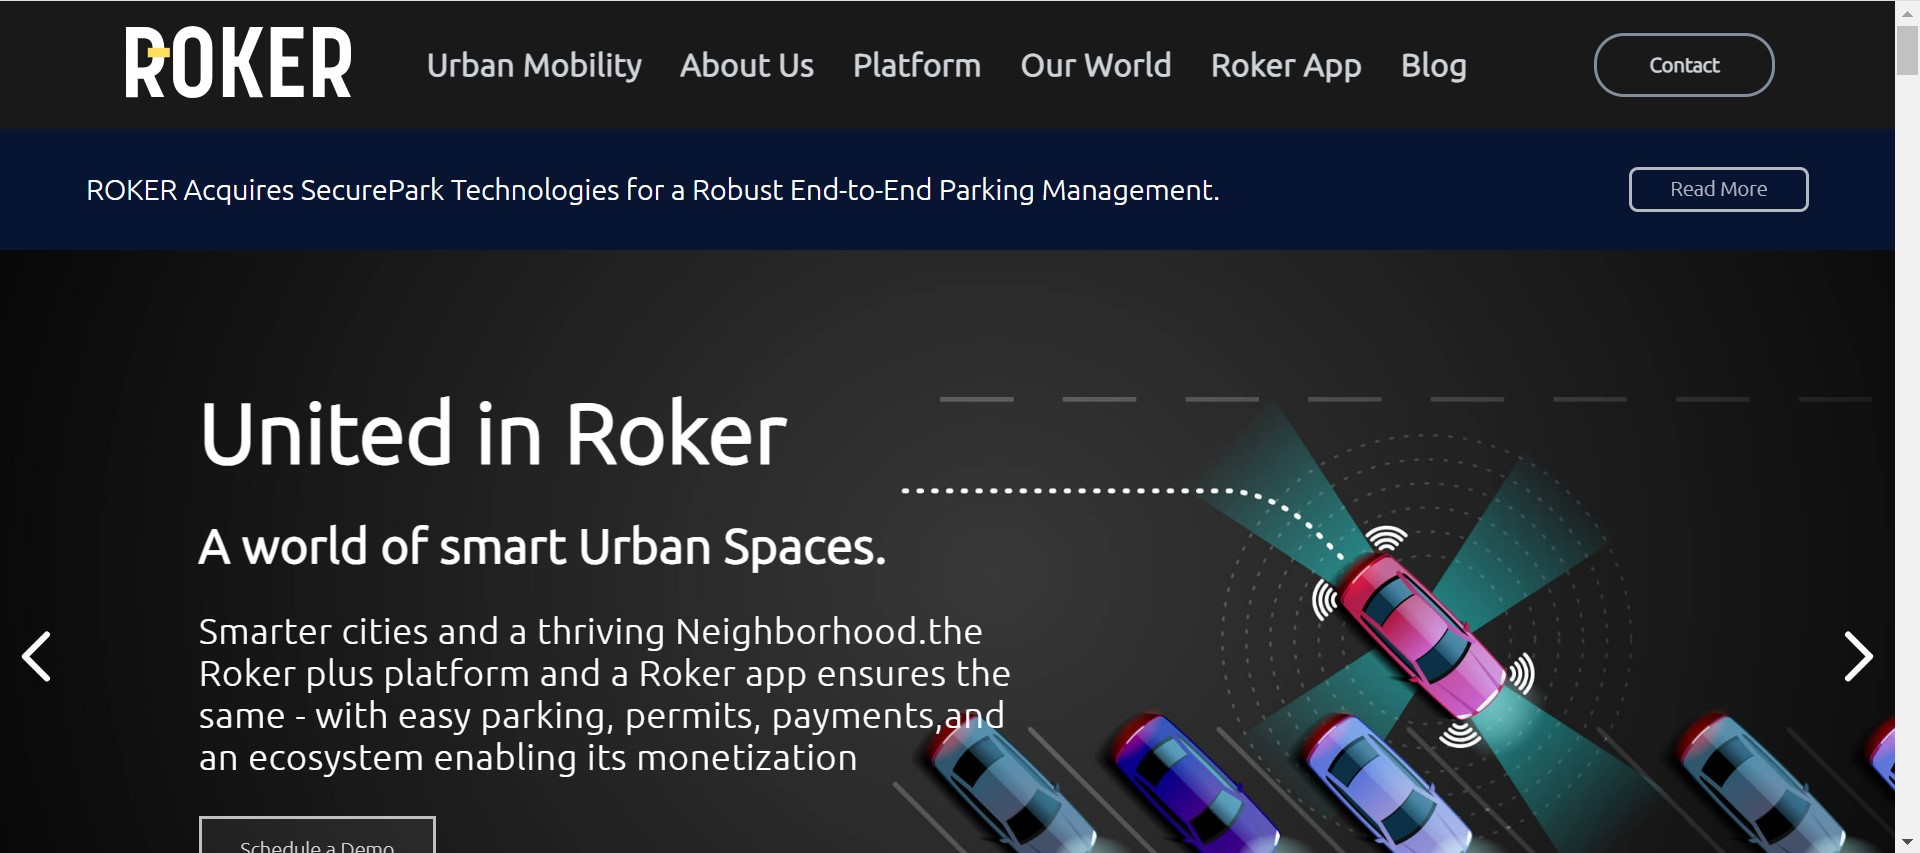 ROKER
Urban Mobility About Us Platform Our World Roker App Blog Contact
ROKER Acquires SecurePark Technologies for a Robust End-to-End Parking Management. Read More
United in Roker
A world of smart Urban Spaces.
Smarter cities and a thriving Neighborhood.the
Roker plus platform and a Roker app ensures the
same - with easy parking, permits, payments,and
an ecosystem enabling its monetization
Schedule a Demo